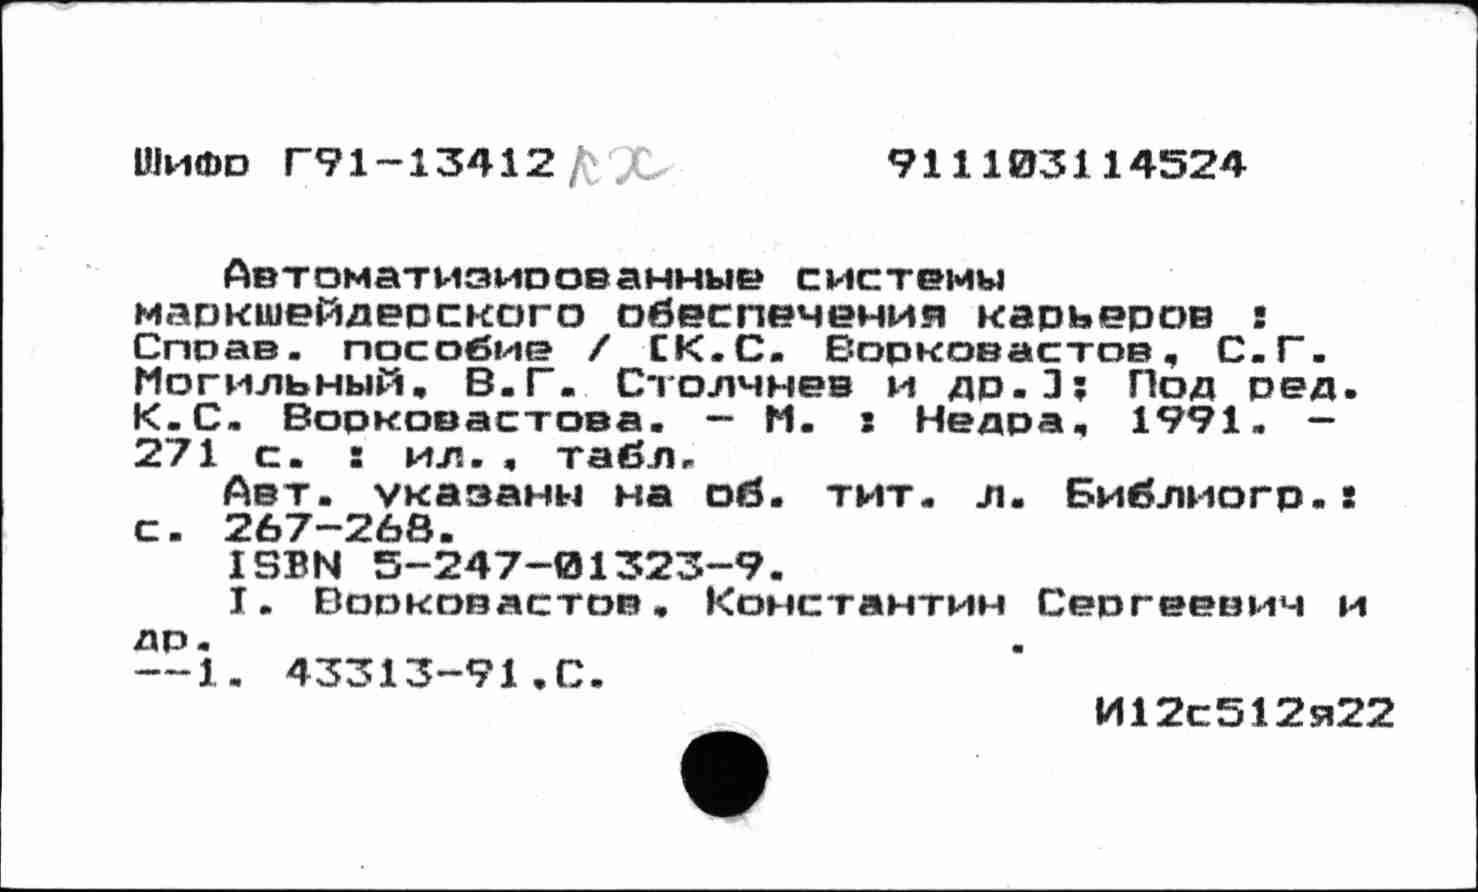 Шифр Г91-13412 кх 911103114524
Автоматизированные системы
маркшейдерского обеспечения карьеров :
Справ. пособие / [К.С. Ворковастов, С.Г.
Могильный, В.Г. Столчнев и др.]; Под ред.
К.С. Ворковастова. - М. : Недра, 1991. -
271 с. : ил., табл.
Авт. указаны на об. тит. л. Библиогр.:
с. 267-268.
ISBN 5-247-01323-9.
I. Ворковастов, Константин Сергеевич и
др.
--1. 43313-91.С.
И12с512я22